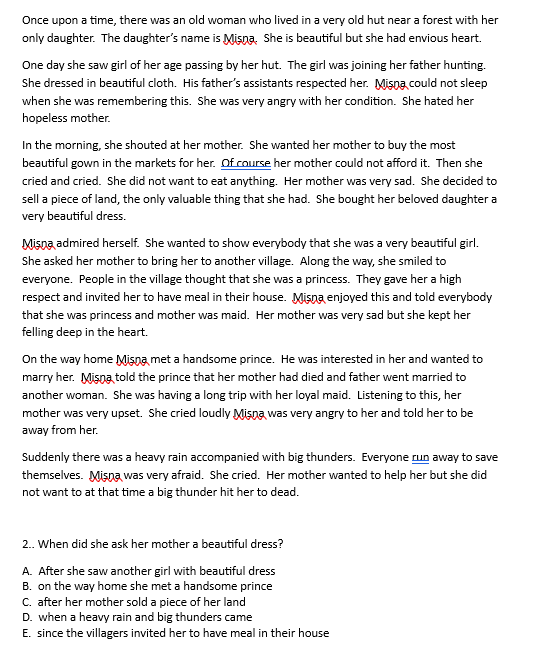 Once upon a time, there was an old woman who lived in a very old hut near a forest with her
only daughter.  The daughter's name is Misna.  She is beautiful but she had envious heart.
One day she saw girl of her age passing by her hut.  The girl was joining her father hunting.
She dressed in beautiful cloth.  His father's assistants respected her.  Misna could not sleep
when she was remembering this.  She was very angry with her condition.  She hated her
hopeless mother.
In the morning, she shouted at her mother.  She wanted her mother to buy the most
beautiful gown in the markets for her.  Of course her mother could not afford it.  Then she
cried and cried.  She did not want to eat anything.  Her mother was very sad.  She decided to
sell a piece of land, the only valuable thing that she had.  She bought her beloved daughter a
very beautiful dress.
Misna admired herself.  She wanted to show everybody that she was a very beautiful girl.
She asked her mother to bring her to another village.  Along the way, she smiled to
everyone.  People in the village thought that she was a princess.  They gave her a high
respect and invited her to have meal in their house.  Misna enjoyed this and told everybody
that she was princess and mother was maid.  Her mother was very sad but she kept her
felling deep in the heart.
On the way home Misna met a handsome prince.  He was interested in her and wanted to
marry her.  Misna told the prince that her mother had died and father went married to
another woman.  She was having a long trip with her loyal maid.  Listening to this, her
mother was very upset.  She cried loudly Misna was very angry to her and told her to be
away from her.
Suddenly there was a heavy rain accompanied with big thunders.  Everyone run away to save
themselves.  Misna was very afraid.  She cried.  Her mother wanted to help her but she did
not want to at that time a big thunder hit her to dead.
2.. When did she ask her mother a beautiful dress?
A.  After she saw another girl with beautiful dress
B.  on the way home she met a handsome prince
C.  after her mother sold a piece of her land
D.  when a heavy rain and big thunders came
E.  since the villagers invited her to have meal in their house